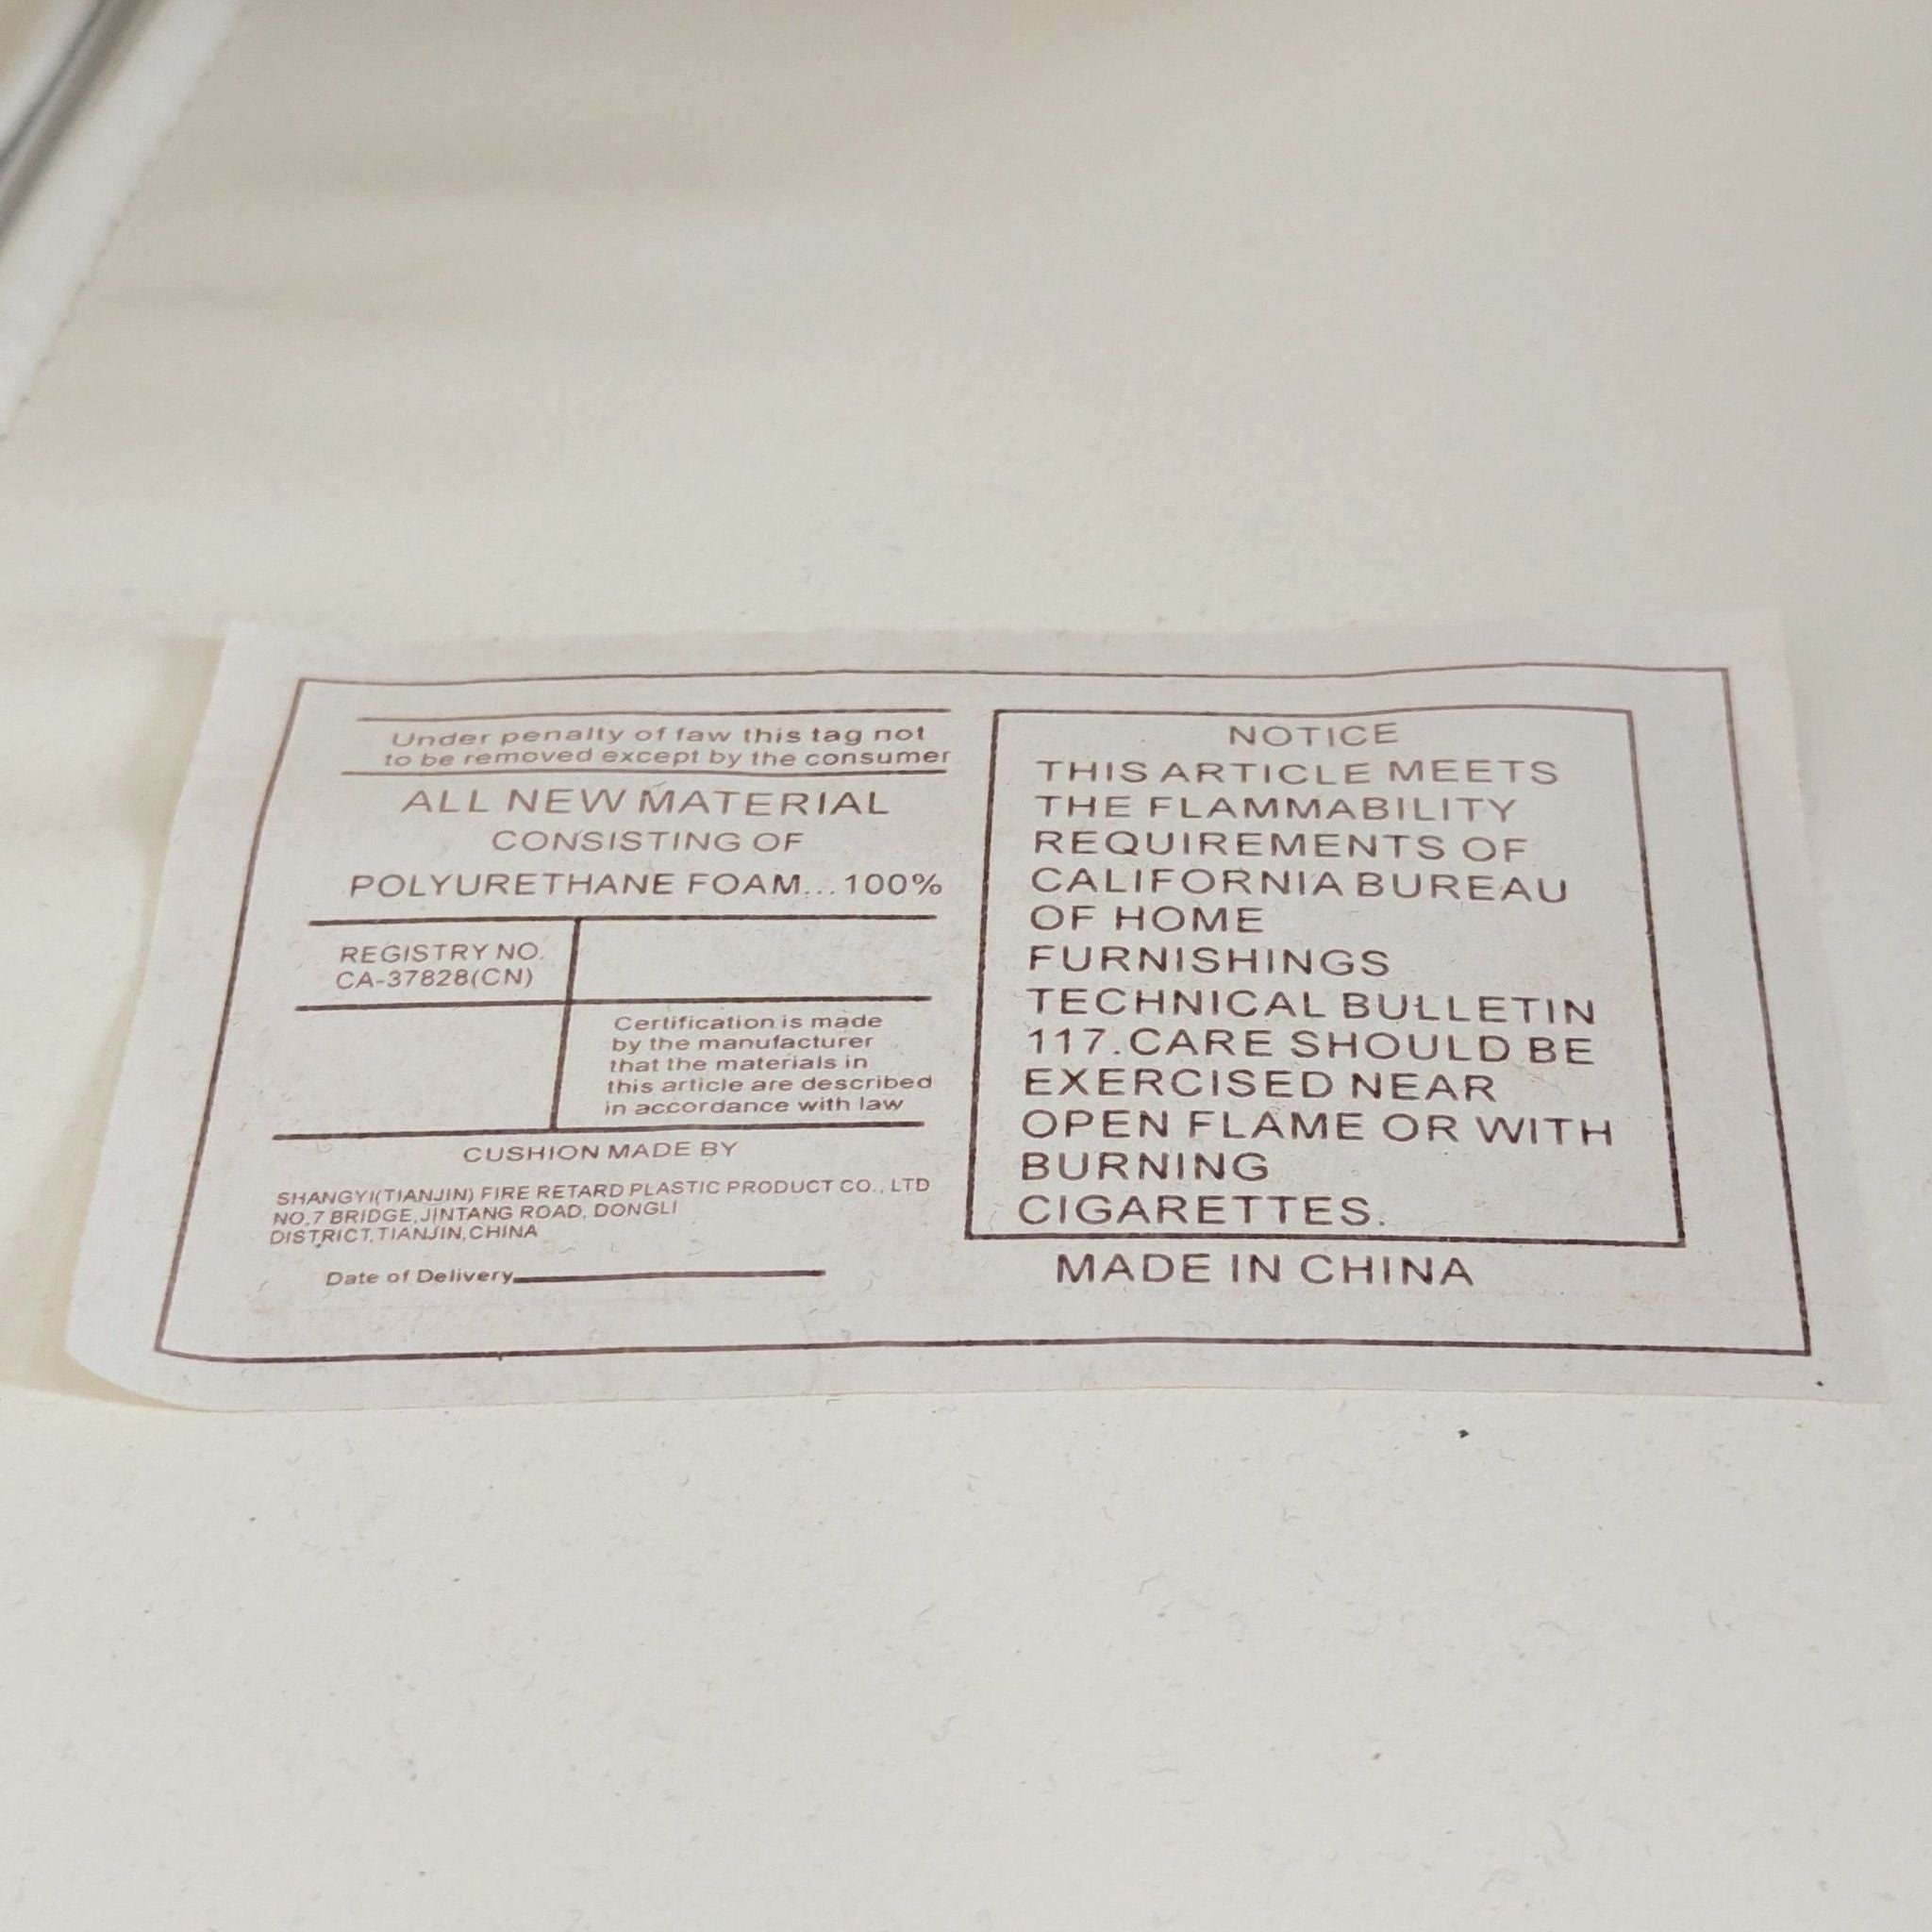 Under penalty of faw this tag not
to be removed except by the consumer
ALL NEW MATERIAL
CONSISTING OF
POLYURETHANE FOAM...100%
REGISTRY NO.
CA-37828(CN)
Certification is made
by the manufacturer
that the materials in
this article are described
in accordance with law
CUSHION MADE BY
SHANGYI(TIANJIN) FIRE RETARD PLASTIC PRODUCT CO., LTD
NO.7 BRIDGE,JINTANG ROAD, DONGLI
DISTRICT,TIANJIN,CHINA
Date of Delivery
NOTICE
THIS ARTICLE MEETS
THE FLAMMABILITY
REQUIREMENTS OF
CALIFORNIA BUREAU
OF HOME
FURNISHINGS
TECHNICAL BULLETIN
117.CARE SHOULD BE
EXERCISED NEAR
OPEN FLAME OR WITH
BURNING
CIGARETTES.
MADE IN CHINA